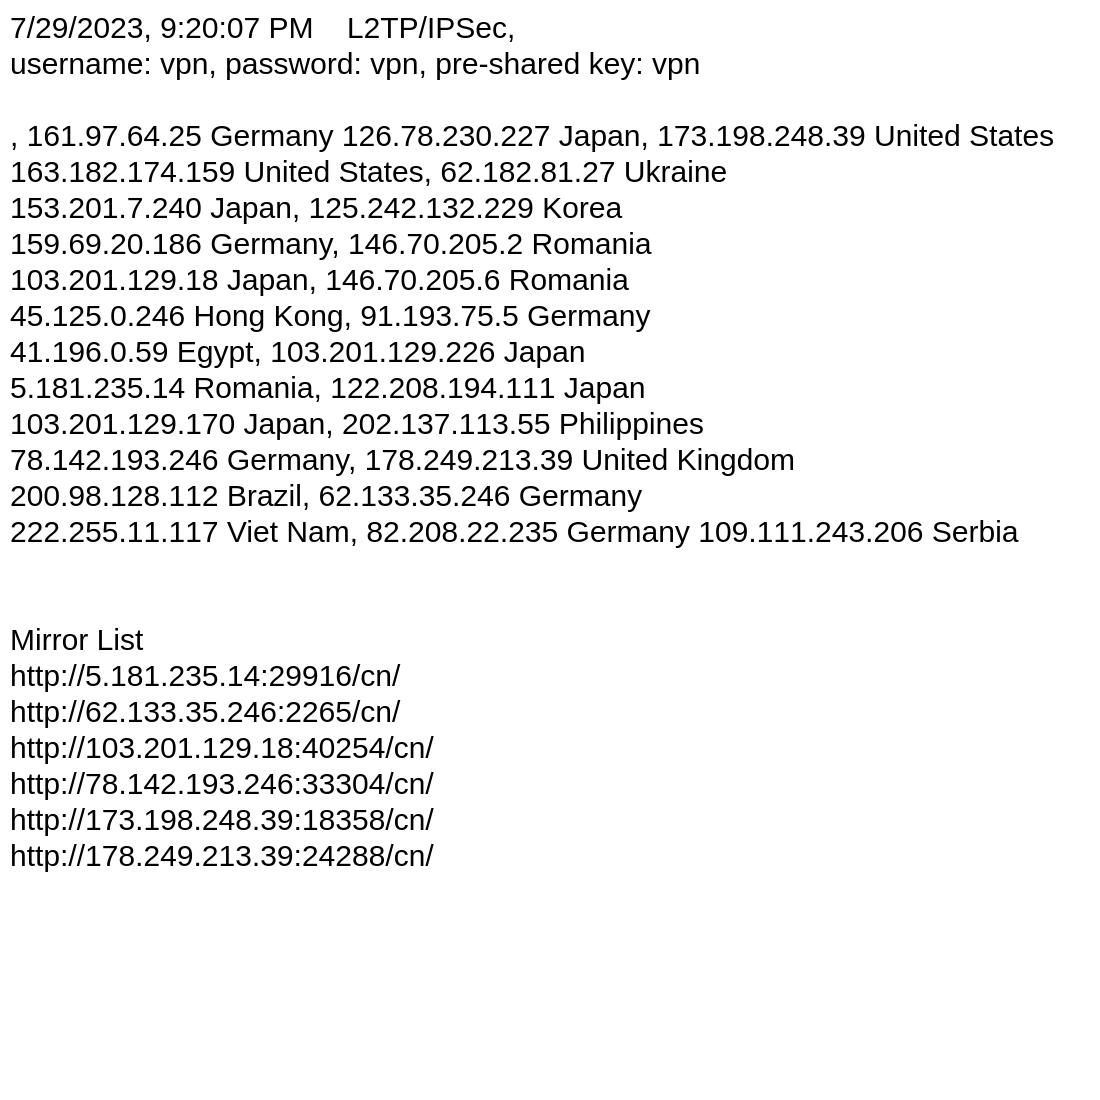 7/29/2023, 9:20:07 PM    L2TP/IPSec,
username: vpn, password: vpn, pre-shared key: vpn
, 161.97.64.25 Germany 126.78.230.227 Japan, 173.198.248.39 United States
163.182.174.159 United States, 62.182.81.27 Ukraine
153.201.7.240 Japan, 125.242.132.229 Korea
159.69.20.186 Germany, 146.70.205.2 Romania
103.201.129.18 Japan, 146.70.205.6 Romania
45.125.0.246 Hong Kong, 91.193.75.5 Germany
41.196.0.59 Egypt, 103.201.129.226 Japan
5.181.235.14 Romania, 122.208.194.111 Japan
103.201.129.170 Japan, 202.137.113.55 Philippines
78.142.193.246 Germany, 178.249.213.39 United Kingdom
200.98.128.112 Brazil, 62.133.35.246 Germany
222.255.11.117 Viet Nam, 82.208.22.235 Germany 109.111.243.206 Serbia
Mirror List
http://5.181.235.14:29916/cn/
http://62.133.35.246:2265/cn/
http://103.201.129.18:40254/cn/
http://78.142.193.246:33304/cn/
http://173.198.248.39:18358/cn/
http://178.249.213.39:24288/cn/